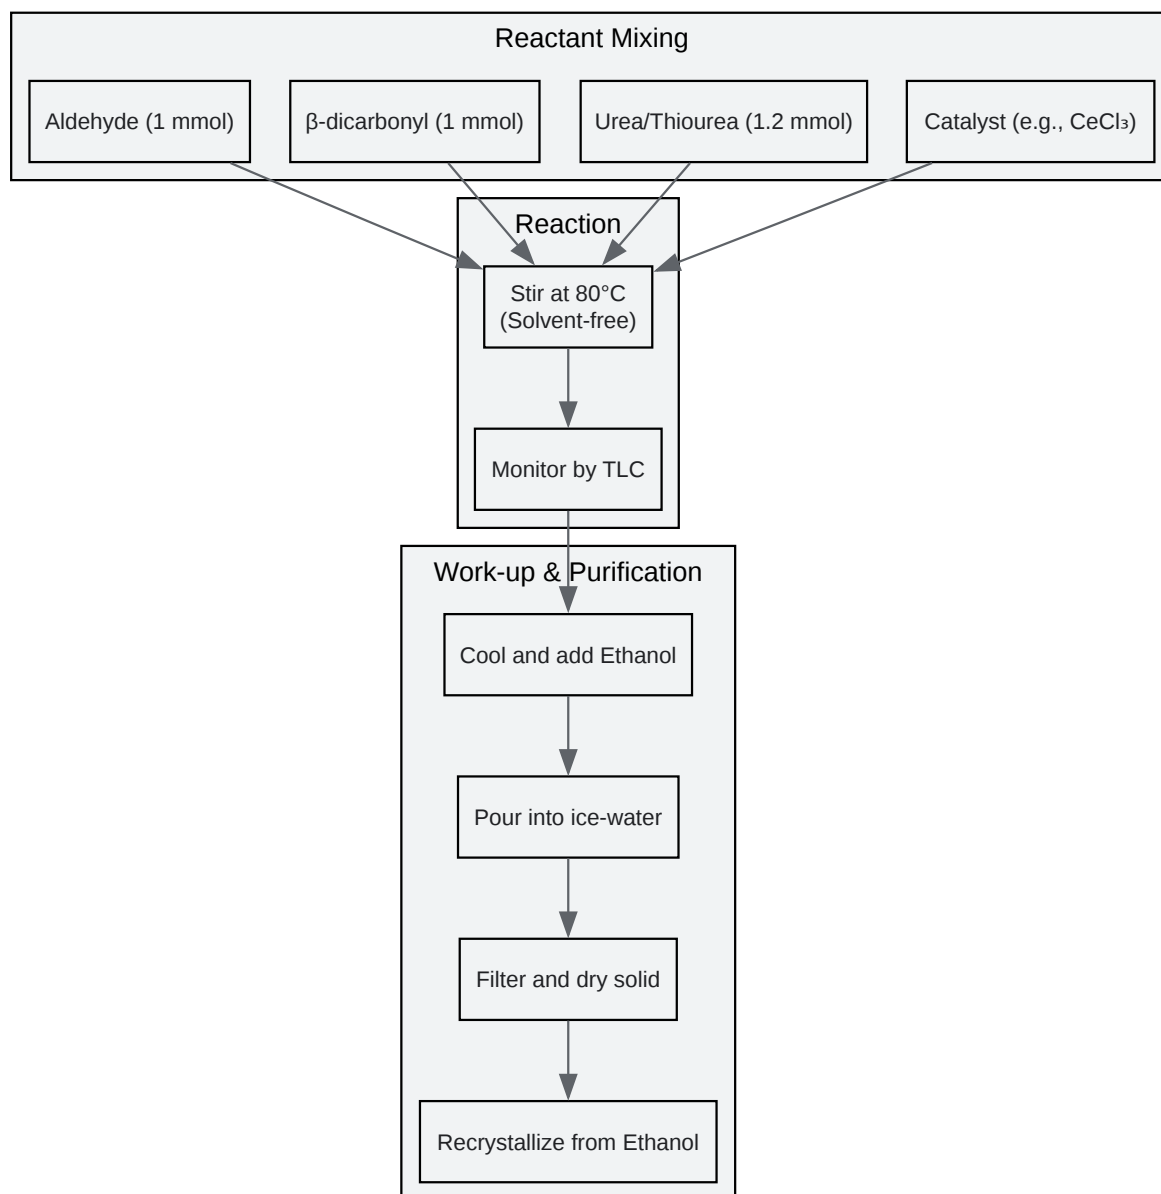 Reactant Mixing
Aldehyde (1 mmol)
β-dicarbonyl (1 mmol)
Urea/Thiourea (1.2 mmol)
Catalyst (e.g., CeCl₃)
Reaction
Stir at 80°C
(Solvent-free)
Monitor by TLC
Work-up & Purification
Cool and add Ethanol
Pour into ice-water
Filter and dry solid
Recrystallize from Ethanol